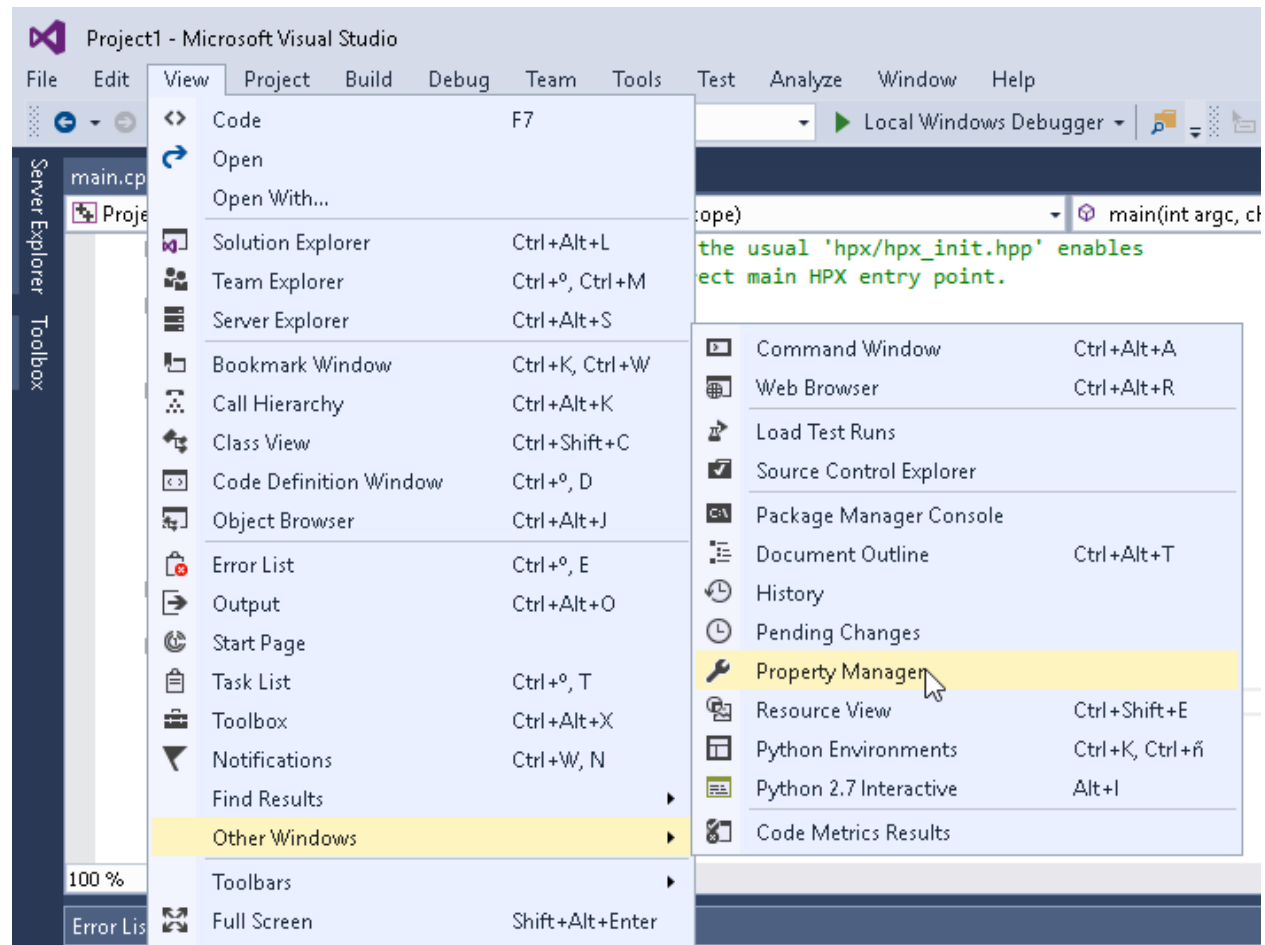 Project1 - Microsoft Visual Studio
File Edit View Project Build Debug Team Tools Test Analyze Window Help
Local Windows Debugger
Server Explorer
Toolbox
main.cp
Proje
cope)
main(int argc, ch
the usual 'hpx/hpx_init.hpp' enables
ect main HPX entry point.
Code F7
Open
Open With...
Solution Explorer Ctrl+Alt+L
Team Explorer Ctrl+º, Ctrl+M
Server Explorer Ctrl+Alt+S
Bookmark Window Ctrl+K, Ctrl+W
Call Hierarchy Ctrl+Alt+K
Class View Ctrl+Shift+C
Code Definition Window Ctrl+º, D
Object Browser Ctrl+Alt+J
Error List Ctrl+º, E
Output Ctrl+Alt+O
Start Page
Task List Ctrl+º, T
Toolbox Ctrl+Alt+X
Notifications Ctrl+W, N
Find Results
Other Windows
Toolbars
Full Screen Shift+Alt+Enter
Command Window Ctrl+Alt+A
Web Browser Ctrl+Alt+R
Load Test Runs
Source Control Explorer
Package Manager Console
Document Outline Ctrl+Alt+T
History
Pending Changes
Property Manager
Resource View Ctrl+Shift+E
Python Environments Ctrl+K, Ctrl+ñ
Python 2.7 Interactive Alt+I
Code Metrics Results
100 %
Error Lis